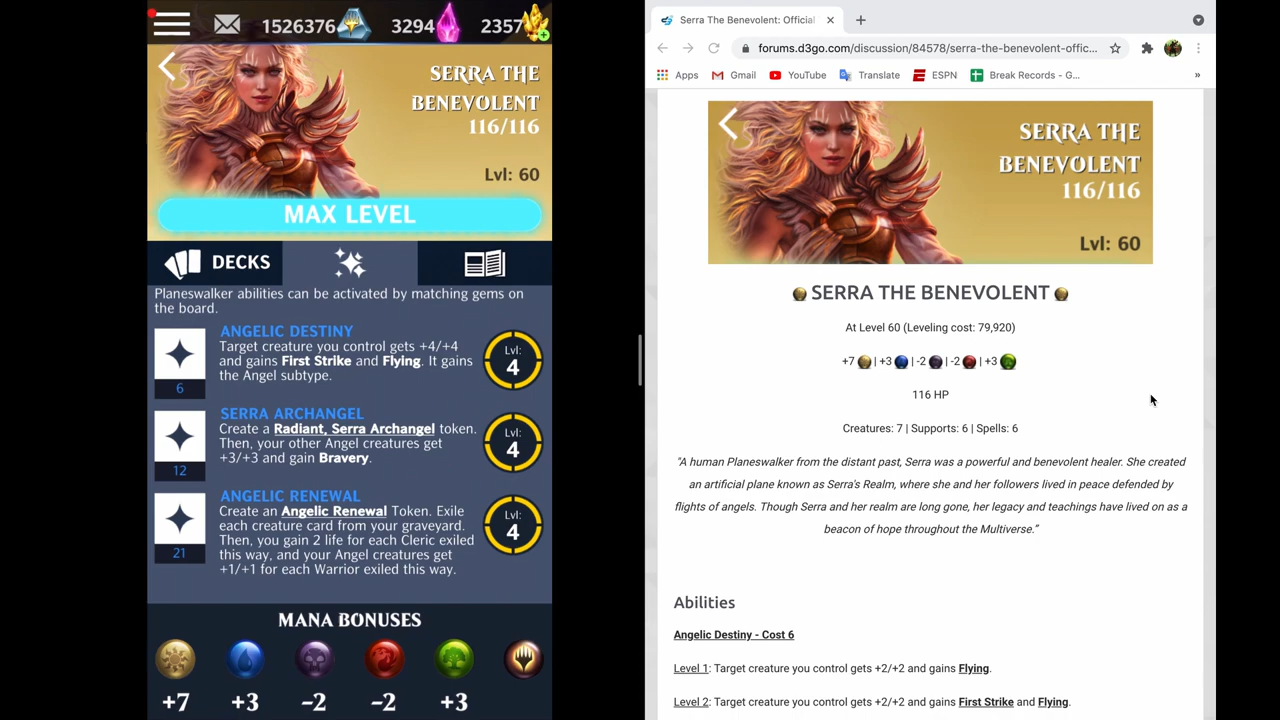 1526376
3294
2357
SERRA THE
BENEVOLENT
116/116
Lvl: 60
MAX LEVEL
DECKS
Planeswalker abilities can be activated by matching gems on
the board.
ANGELIC DESTINY
Target creature you control gets +4/+4
and gains First Strike and Flying. It gains
the Angel subtype.
6
Lvl:
4
SERRA ARCHANGEL
Create a Radiant, Serra Archangel token.
Then, your other Angel creatures get
+3/+3 and gain Bravery.
12
Lvl:
4
ANGELIC RENEWAL
Create an Angelic Renewal Token. Exile
each creature card from your graveyard.
Then, you gain 2 life for each Cleric exiled
this way, and your Angel creatures get
+1/+1 for each Warrior exiled this way.
21
Lvl:
4
MANA BONUSES
+7 +3 -2 -2 +3
Serra The Benevolent: Official
forums.d3go.com/discussion/84578/serra-the-benevolent-offic...
Apps Gmail YouTube Translate ESPN Break Records - G... »
SERRA THE
BENEVOLENT
116/116
Lvl: 60
SERRA THE BENEVOLENT
At Level 60 (Leveling cost: 79,920)
+7 | +3 | -2 | -2 | +3
116 HP
Creatures: 7 | Supports: 6 | Spells: 6
"A human Planeswalker from the distant past, Serra was a powerful and benevolent healer. She created
an artificial plane known as Serra's Realm, where she and her followers lived in peace defended by
flights of angels. Though Serra and her realm are long gone, her legacy and teachings have lived on as a
beacon of hope throughout the Multiverse."
Abilities
Angelic Destiny - Cost 6
Level 1: Target creature you control gets +2/+2 and gains Flying.
Level 2: Target creature you control gets +2/+2 and gains First Strike and Flying.